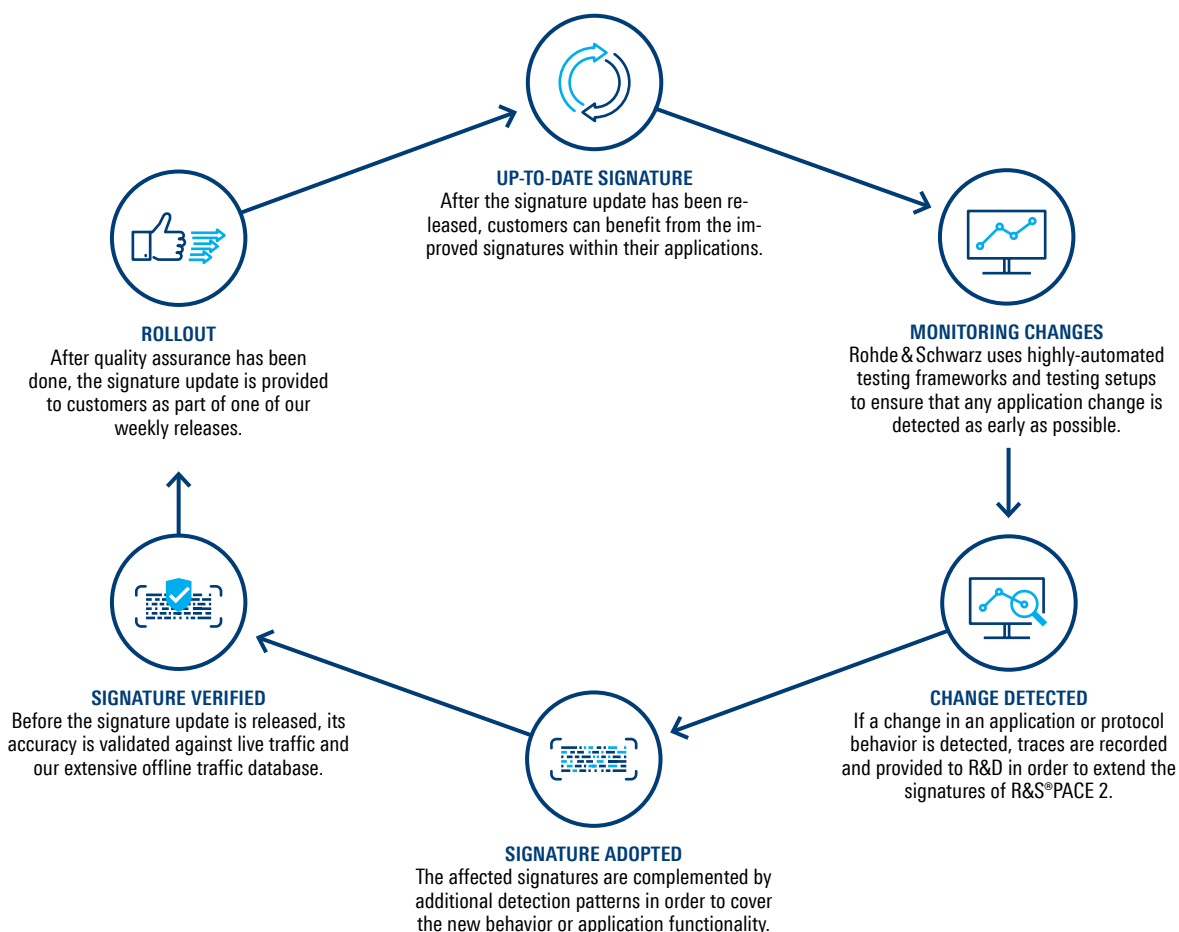 UP-TO-DATE SIGNATURE
After the signature update has been re-
leased, customers can benefit from the im-
proved signatures within their applications.
MONITORING CHANGES
Rohde & Schwarz uses highly-automated
testing frameworks and testing setups
to ensure that any application change is
detected as early as possible.
CHANGE DETECTED
If a change in an application or protocol
behavior is detected, traces are recorded
and provided to R&D in order to extend the
signatures of R&S®PACE 2.
SIGNATURE ADOPTED
The affected signatures are complemented by
additional detection patterns in order to cover
the new behavior or application functionality.
SIGNATURE VERIFIED
Before the signature update is released, its
accuracy is validated against live traffic and
our extensive offline traffic database.
ROLLOUT
After quality assurance has been
done, the signature update is provided
to customers as part of one of our
weekly releases.